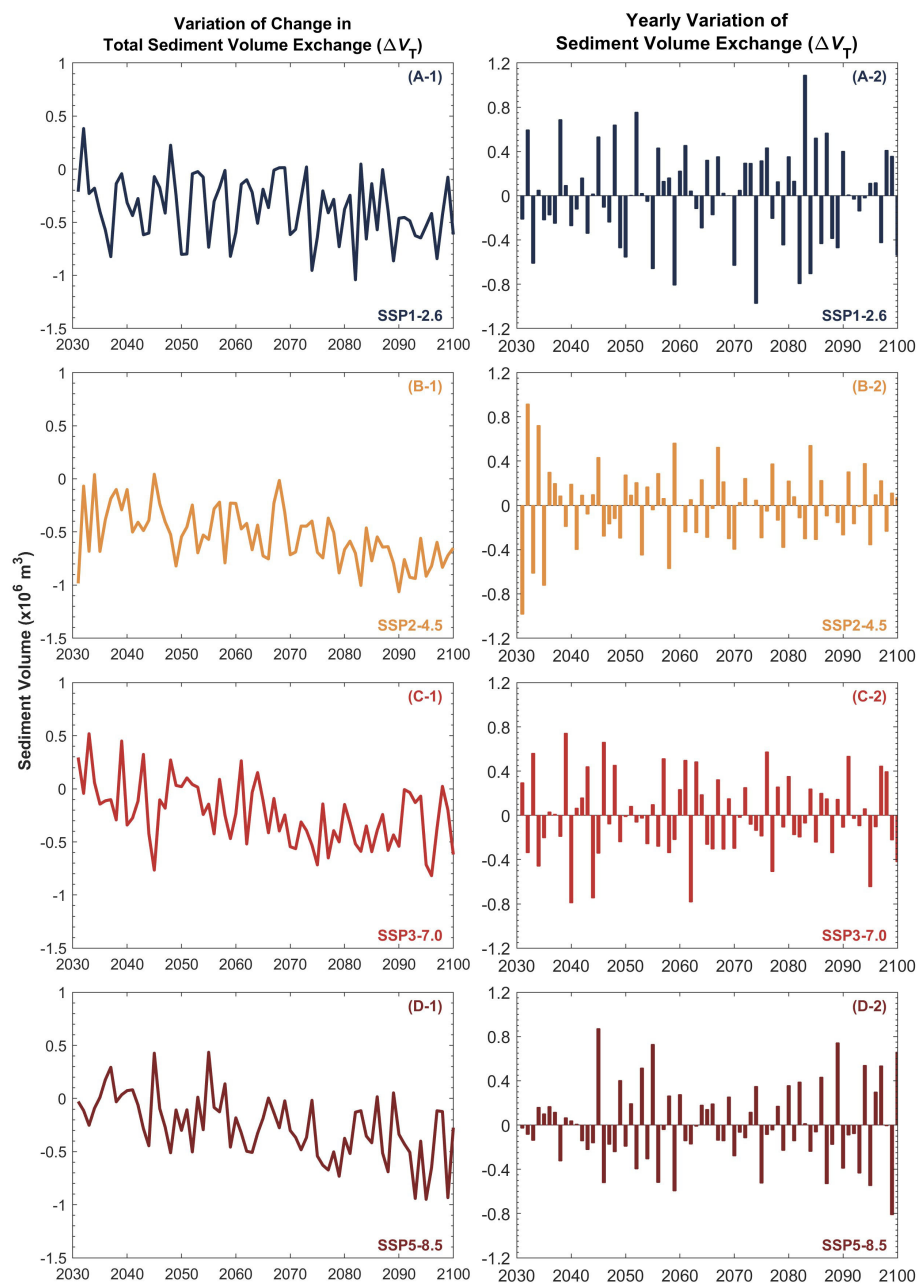 Variation of Change in
Total Sediment Volume Exchange (ΔV_T)
Yearly Variation of
Sediment Volume Exchange (ΔV_T)
Sediment Volume (x10⁶ m³)
(A-1)
1
0.5
0
-0.5
-1
-1.5
SSP1-2.6
2030 2040 2050 2060 2070 2080 2090 2100
(A-2)
1.2
0.8
0.4
0
-0.4
-0.8
-1.2
SSP1-2.6
2030 2040 2050 2060 2070 2080 2090 2100
(B-1)
1
0.5
0
-0.5
-1
-1.5
SSP2-4.5
2030 2040 2050 2060 2070 2080 2090 2100
(B-2)
1.2
0.8
0.4
0
-0.4
-0.8
-1.2
SSP2-4.5
2030 2040 2050 2060 2070 2080 2090 2100
(C-1)
1
0.5
0
-0.5
-1
-1.5
SSP3-7.0
2030 2040 2050 2060 2070 2080 2090 2100
(C-2)
1.2
0.8
0.4
0
-0.4
-0.8
-1.2
SSP3-7.0
2030 2040 2050 2060 2070 2080 2090 2100
(D-1)
1
0.5
0
-0.5
-1
-1.5
SSP5-8.5
2030 2040 2050 2060 2070 2080 2090 2100
(D-2)
1.2
0.8
0.4
0
-0.4
-0.8
-1.2
SSP5-8.5
2030 2040 2050 2060 2070 2080 2090 2100